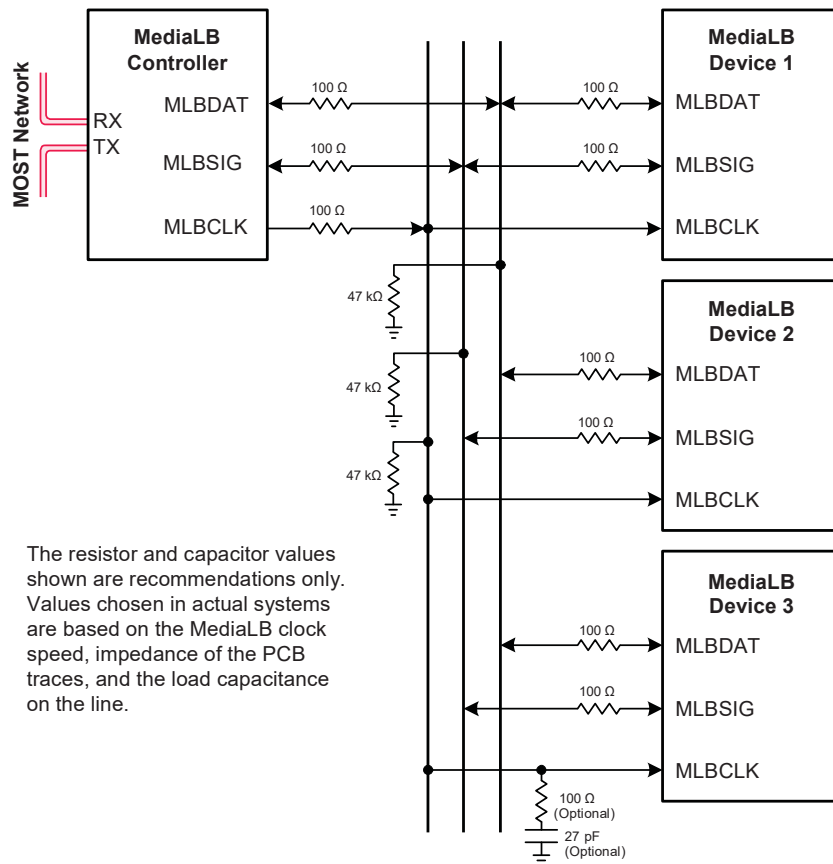 MediaLB
Controller
MOST Network
RX
TX
MLBDAT
MLBSIG
MLBCLK
100 Ω
100 Ω
100 Ω
MediaLB
Device 1
100 Ω
MLBDAT
100 Ω
MLBSIG
MLBCLK
47 kΩ
47 kΩ
47 kΩ
MediaLB
Device 2
100 Ω
MLBDAT
100 Ω
MLBSIG
MLBCLK
The resistor and capacitor values
shown are recommendations only.
Values chosen in actual systems
are based on the MediaLB clock
speed, impedance of the PCB
traces, and the load capacitance
on the line.
MediaLB
Device 3
100 Ω
MLBDAT
100 Ω
MLBSIG
MLBCLK
100 Ω
(Optional)
27 pF
(Optional)